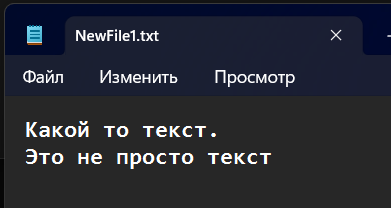 NewFile1.txt
Файл Изменить Просмотр
Какой то текст.
Это не просто текст